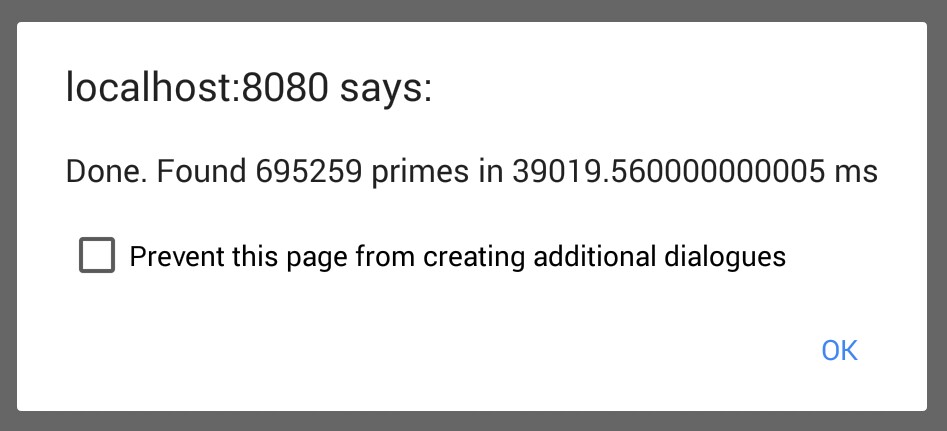 localhost:8080 says:
Done. Found 695259 primes in 39019.560000000005 ms
Prevent this page from creating additional dialogues
OK